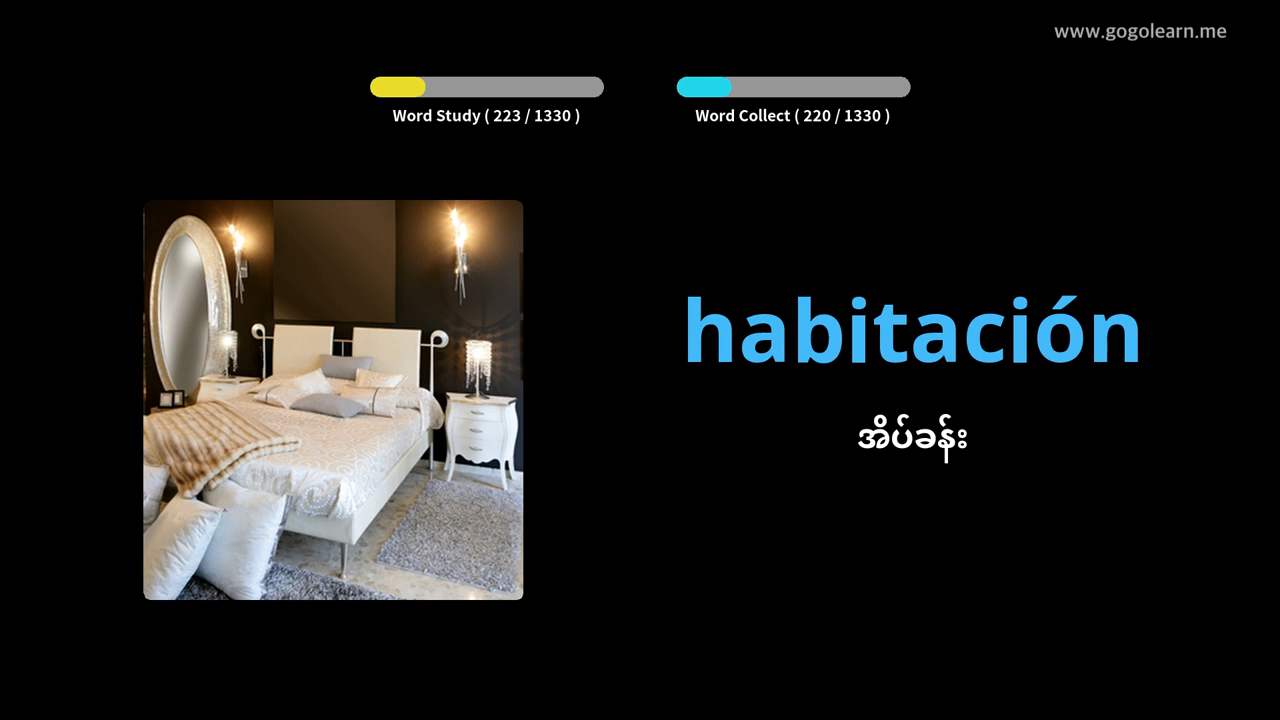 www.gogolearn.me
Word Study ( 223 / 1330 )
Word Collect ( 220 / 1330 )
habitación
အိပ်ခန်း